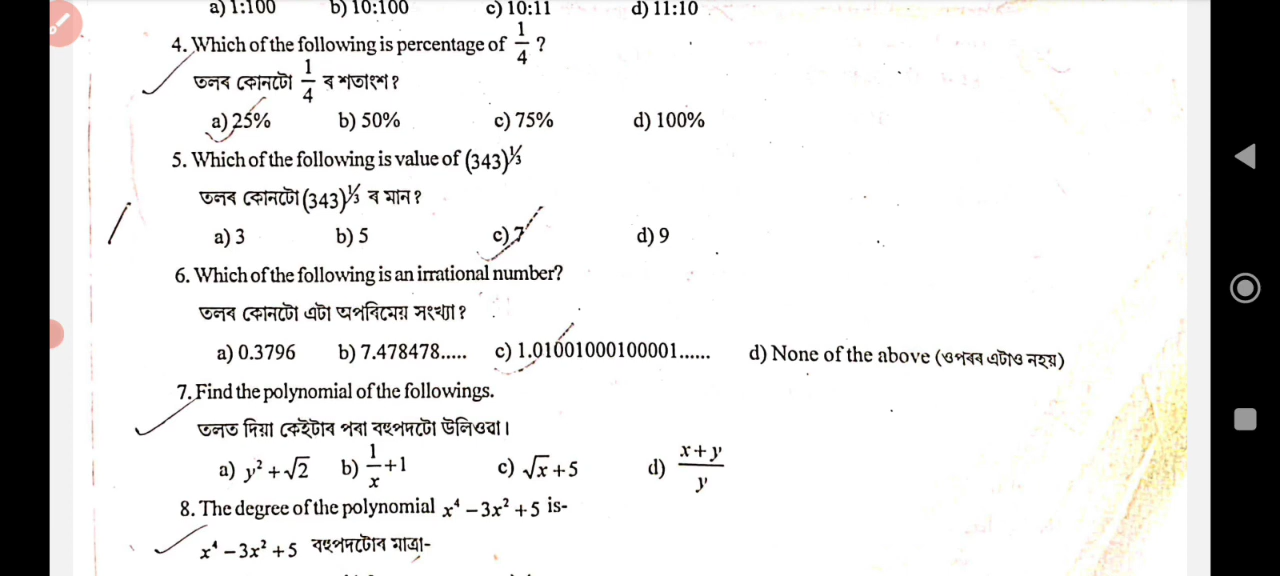 a) 1:100 b) 10:100 c) 10:11 d) 11:10
4. Which of the following is percentage of 1/4 ?
তলৰ কোনটো 1/4 ৰ শতাংশ ?
a) 25% b) 50% c) 75% d) 100%
5. Which of the following is value of (343)^⅓
তলৰ কোনটো (343)^⅓ ৰ মান ?
a) 3 b) 5 c) 7 d) 9
6. Which of the following is an irrational number?
তলৰ কোনটো এটা অপৰিমেয় সংখ্যা ?
a) 0.3796 b) 7.478478..... c) 1.01001000100001...... d) None of the above (ওপৰৰ এটাও নহয়)
7. Find the polynomial of the followings.
তলত দিয়া কেইটাৰ পৰা বহুপদটো উলিওৱা।
a) y² + √2 b) 1/x + 1 c) √x + 5 d) x + y / y
8. The degree of the polynomial x⁴ – 3x² + 5 is-
x⁴ – 3x² + 5 বহুপদটোৰ মাত্ৰা-